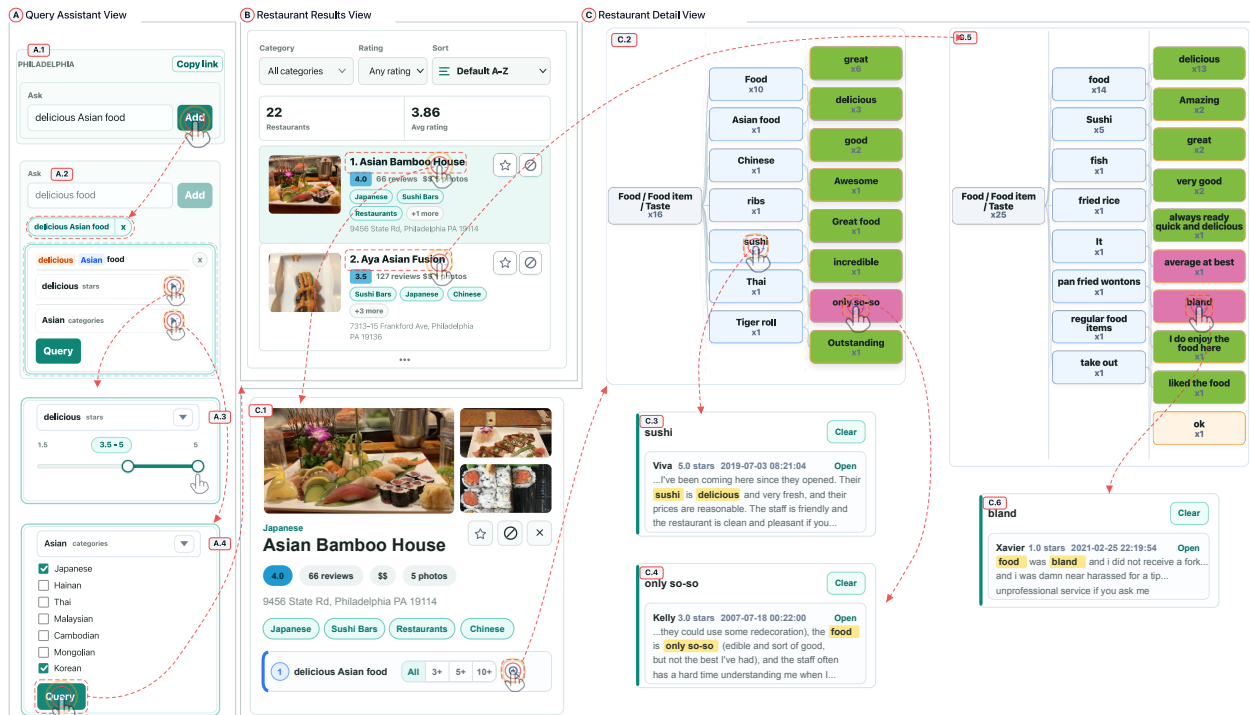 A Query Assistant View
A.1
PHILADELPHIA
Copy link
Ask
delicious Asian food
Add
Ask
A.2
delicious food
Add
delicious Asian food x
delicious Asian food x
delicious stars
Asian categories
Query
delicious stars
A.3
1.5
3.5 - 5
5
Asian categories
A.4
Japanese
Hainan
Thai
Malaysian
Cambodian
Mongolian
Korean
Query
B Restaurant Results View
Category
Rating
Sort
All categories
Any rating
Default A-Z
22
Restaurants
3.86
Avg rating
1. Asian Bamboo House
4.0 66 reviews $$ 5 photos
Japanese Sushi Bars
Restaurants +1 more
9456 State Rd, Philadelphia PA 19114
2. Aya Asian Fusion
3.5 127 reviews $$ photos
Sushi Bars Japanese Chinese
+3 more
7313-15 Frankford Ave, Philadelphia
PA 19136
•••
C Restaurant Detail View
C.1
Japanese
Asian Bamboo House
×
4.0 66 reviews $$ 5 photos
9456 State Rd, Philadelphia PA 19114
Japanese Sushi Bars Restaurants Chinese
1 delicious Asian food All 3+ 5+ 10+
C.2
Food / Food item
/ Taste
x16
Food
x10
Asian food
x1
Chinese
x1
ribs
x1
sushi
Thai
x1
Tiger roll
x1
great
x6
delicious
x3
good
x2
Awesome
x1
Great food
x1
incredible
x1
only so-so
Outstanding
x1
C.3
sushi
Clear
Viva 5.0 stars 2019-07-03 08:21:04 Open
...I've been coming here since they opened. Their
sushi is delicious and very fresh, and their
prices are reasonable. The staff is friendly and
the restaurant is clean and pleasant if you...
C.4
only so-so
Clear
Kelly 3.0 stars 2007-07-18 00:22:00 Open
...they could use some redecoration), the food
is only so-so (edible and sort of good,
but not the best I've had), and the staff often
has a hard time understanding me when I...
C.5
Food / Food item
/ Taste
x25
food
x14
Sushi
x5
fish
x1
fried rice
x1
It
x1
pan fried wontons
x1
regular food
items
x1
take out
x1
delicious
x13
Amazing
x2
great
x2
very good
x2
always ready
quick and delicious
x1
average at best
x1
bland
I do enjoy the
food here
x1
liked the food
x1
ok
x1
C.6
bland
Clear
Xavier 1.0 stars 2021-02-25 22:19:54 Open
food was bland and i did not receive a fork...
and i was damn near harassed for a tip...
unprofessional service if you ask me